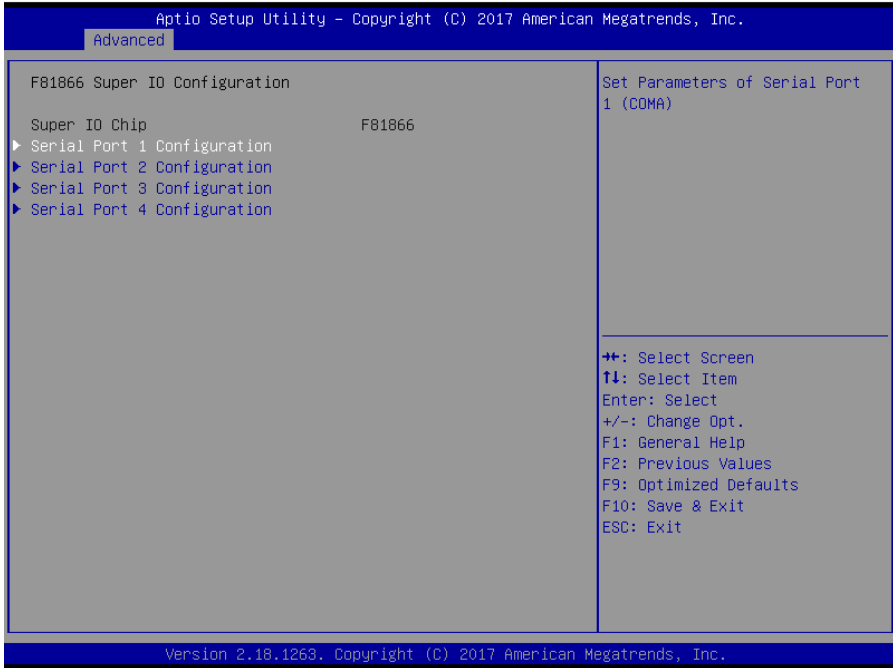 Aptio Setup Utility – Copyright (C) 2017 American Megatrends, Inc.
Advanced
F81866 Super IO Configuration
Super IO Chip F81866
Serial Port 1 Configuration
Serial Port 2 Configuration
Serial Port 3 Configuration
Serial Port 4 Configuration
Set Parameters of Serial Port
1 (COMA)
→←: Select Screen
↑↓: Select Item
Enter: Select
+/-: Change Opt.
F1: General Help
F2: Previous Values
F9: Optimized Defaults
F10: Save & Exit
ESC: Exit
Version 2.18.1263. Copyright (C) 2017 American Megatrends, Inc.